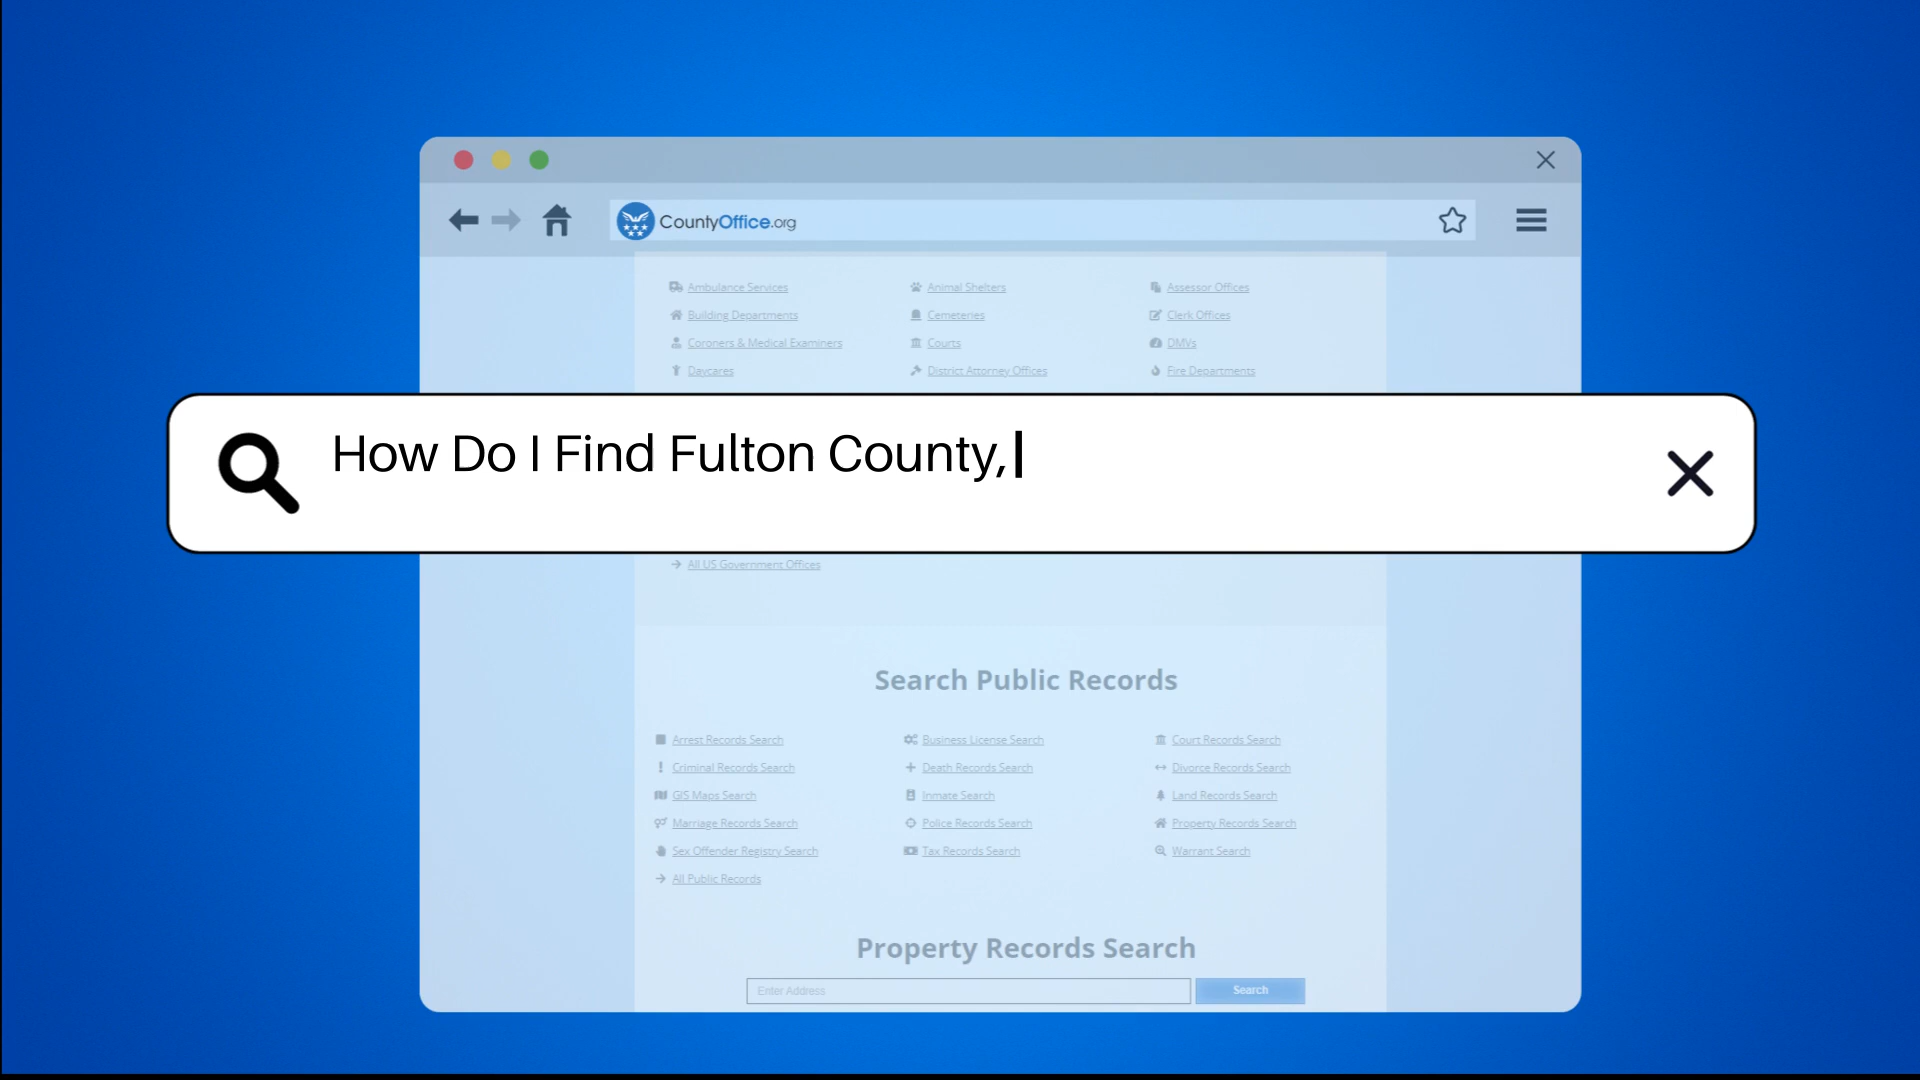 CountyOffice.org
Ambulance Services Animal Shelters Assessor Offices
Building Departments Cemeteries Clerk Offices
Coroners & Medical Examiners Courts DMVs
Daycares District Attorney Offices Fire Departments
How Do I Find Fulton County,
All US Government Offices
Search Public Records
Arrest Records Search Business License Search Court Records Search
Criminal Records Search Death Records Search Divorce Records Search
GIS Maps Search Inmate Search Land Records Search
Marriage Records Search Police Records Search Property Records Search
Sex Offender Registry Search Tax Records Search Warrant Search
All Public Records
Property Records Search
Enter Address Search